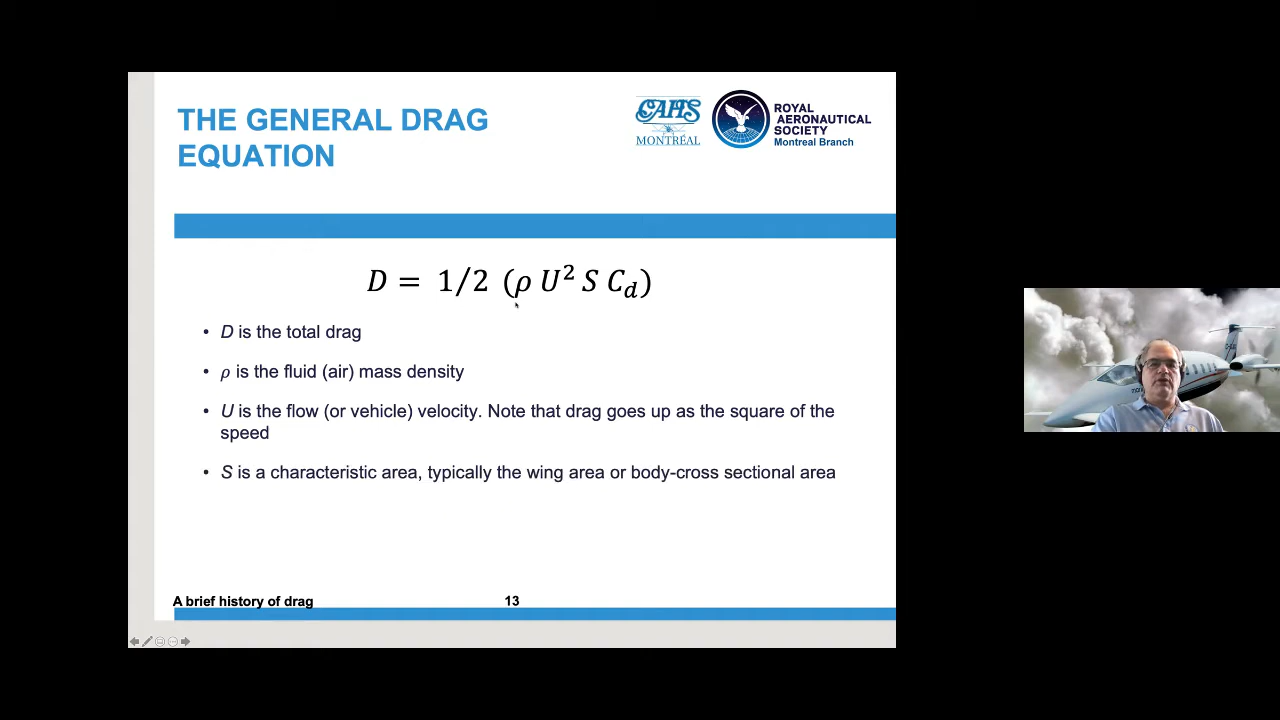 THE GENERAL DRAG
EQUATION
CAHS
MONTRÉAL
ROYAL
AERONAUTICAL
SOCIETY
Montreal Branch
D = 1/2 (ρ U² S C_d)
• D is the total drag
• ρ is the fluid (air) mass density
• U is the flow (or vehicle) velocity. Note that drag goes up as the square of the
speed
• S is a characteristic area, typically the wing area or body-cross sectional area
A brief history of drag
13